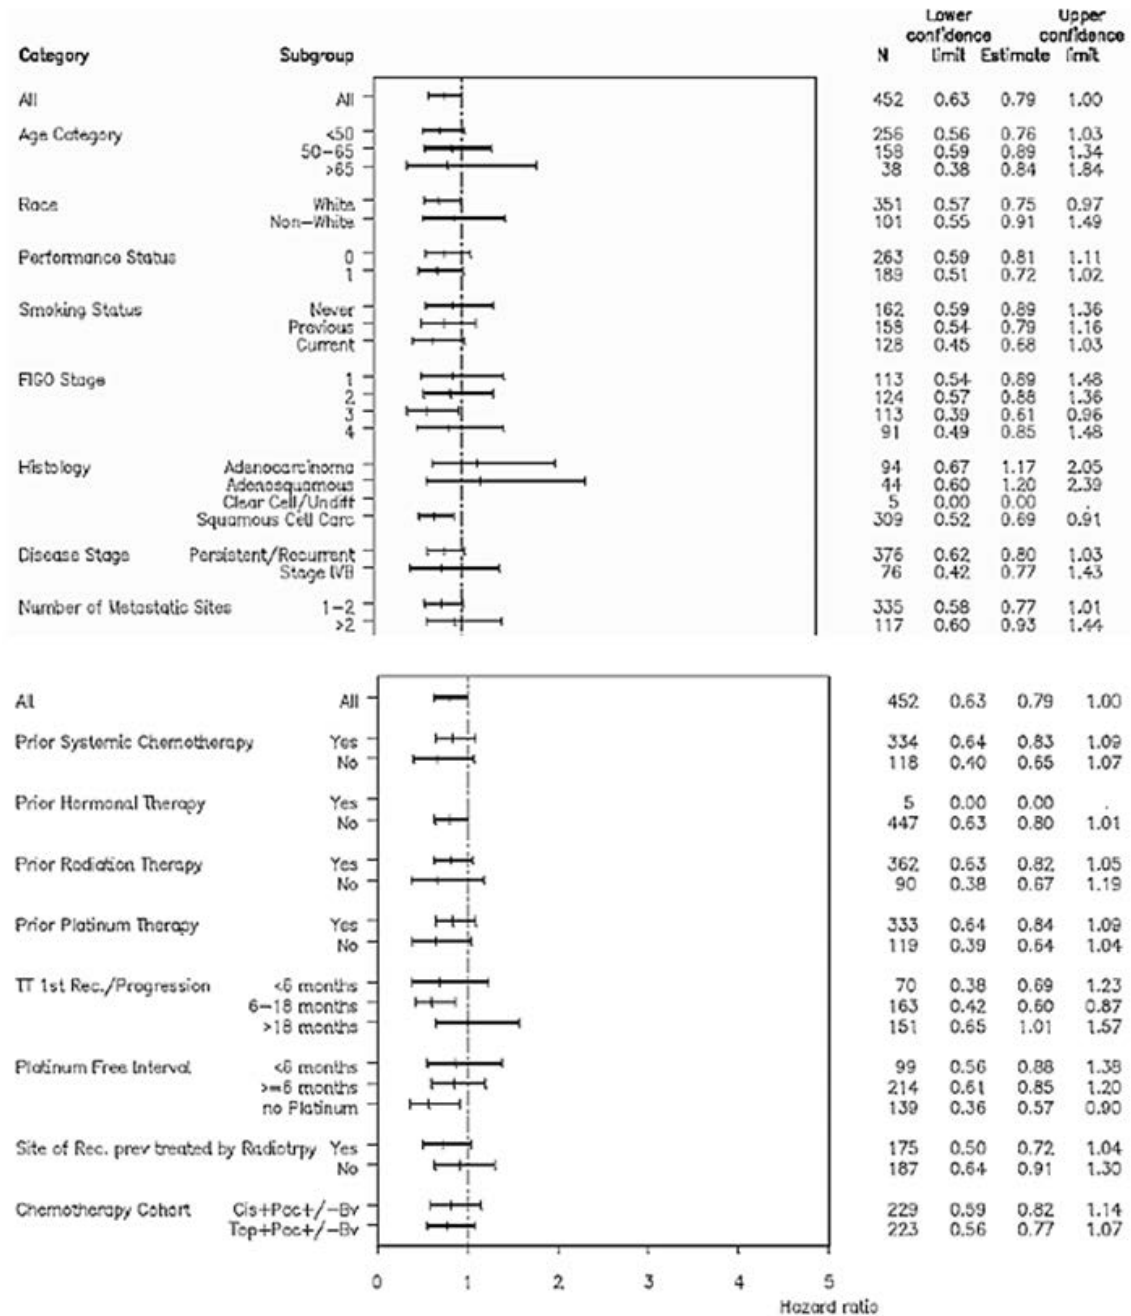 Lower Upper
confidence confidence
Category Subgroup N limit Estimate limit
All All 452 0.63 0.79 1.00
Age Category <50 256 0.56 0.76 1.03
50-65 158 0.59 0.89 1.34
>65 38 0.38 0.84 1.84
Race White 351 0.57 0.75 0.97
Non-White 101 0.55 0.91 1.49
Performance Status 0 263 0.59 0.81 1.11
1 189 0.51 0.72 1.02
Smoking Status Never 162 0.59 0.89 1.36
Previous 158 0.54 0.79 1.16
Current 128 0.45 0.68 1.03
FIGO Stage 1 113 0.54 0.89 1.48
2 124 0.57 0.88 1.36
3 113 0.39 0.61 0.96
4 91 0.49 0.85 1.48
Histology Adenocarcinoma 94 0.67 1.17 2.05
Adenosquamous 44 0.60 1.20 2.39
Clear Cell/Undiff 5 0.00 0.00 .
Squamous Cell Carc 309 0.52 0.69 0.91
Disease Stage Persistent/Recurrent 376 0.62 0.80 1.03
Stage IVB 76 0.42 0.77 1.43
Number of Metastatic Sites 1-2 335 0.58 0.77 1.01
>2 117 0.60 0.93 1.44
All All 452 0.63 0.79 1.00
Prior Systemic Chemotherapy Yes 334 0.64 0.83 1.09
No 118 0.40 0.65 1.07
Prior Hormonal Therapy Yes 5 0.00 0.00 .
No 447 0.63 0.80 1.01
Prior Radiation Therapy Yes 362 0.63 0.82 1.05
No 90 0.38 0.67 1.19
Prior Platinum Therapy Yes 333 0.64 0.84 1.09
No 119 0.39 0.64 1.04
TT 1st Rec./Progression <6 months 70 0.38 0.69 1.23
6-18 months 163 0.42 0.60 0.87
>18 months 151 0.65 1.01 1.57
Platinum Free Interval <6 months 99 0.56 0.88 1.38
>=6 months 214 0.61 0.85 1.20
no Platinum 139 0.36 0.57 0.90
Site of Rec. prev treated by Radiotrpy Yes 175 0.50 0.72 1.04
No 187 0.64 0.91 1.30
Chemotherapy Cohort Cis+Pac+/-Bv 229 0.59 0.82 1.14
Top+Pac+/-Bv 223 0.56 0.77 1.07
0 1 2 3 4 5
Hazard ratio